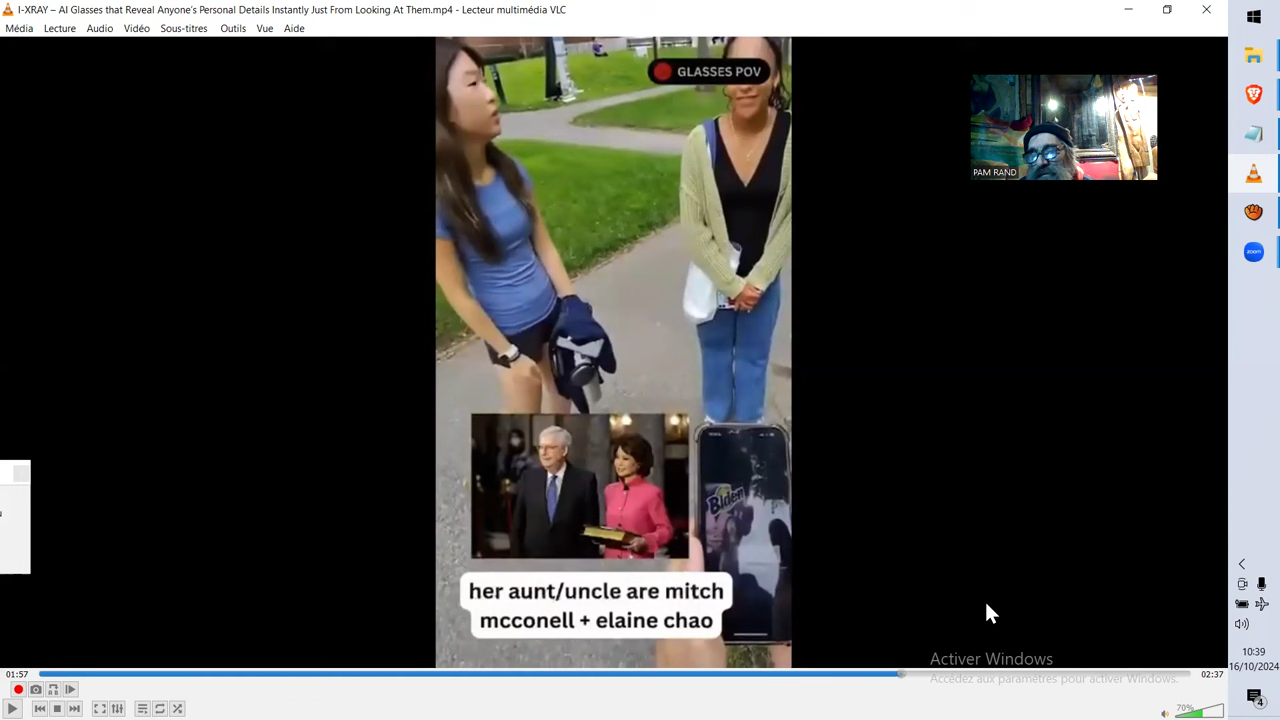 I-XRAY – AI Glasses that Reveal Anyone's Personal Details Instantly Just From Looking At Them.mp4 - Lecteur multimédia VLC
Média Lecture Audio Vidéo Sous-titres Outils Vue Aide
GLASSES POV
PAM RAND
zoom
Biden
her aunt/uncle are mitch
mcconell + elaine chao
Activer Windows
Accédez aux paramètres pour activer Windows.
01:57
02:37
70%
10:39
16/10/2024
4